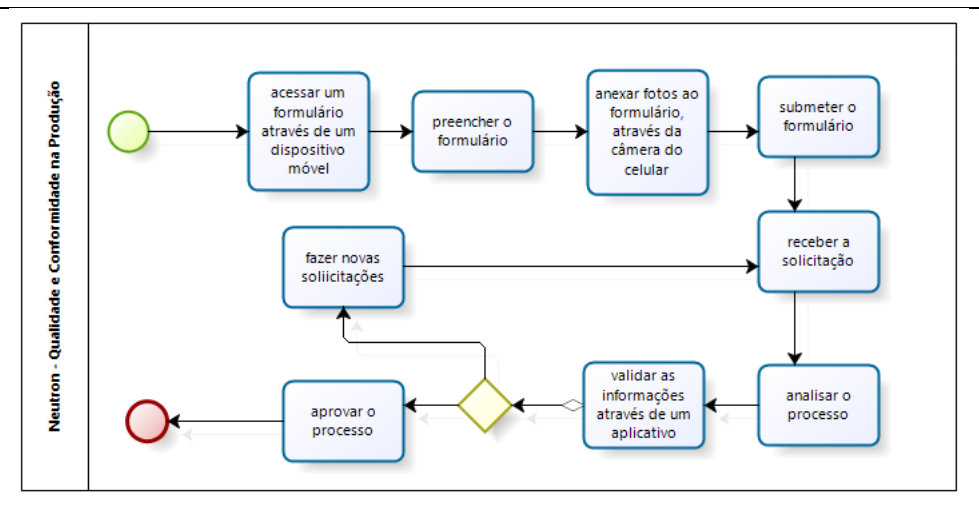 Neutron - Qualidade e Conformidade na Produção
acessar um
formulário
através de um
dispositivo
móvel
preencher o
formulário
anexar fotos ao
formulário,
através da
câmera do
celular
submeter o
formulário
receber a
solicitação
fazer novas
soliicitações
analisar o
processo
validar as
informações
através de um
aplicativo
aprovar o
processo